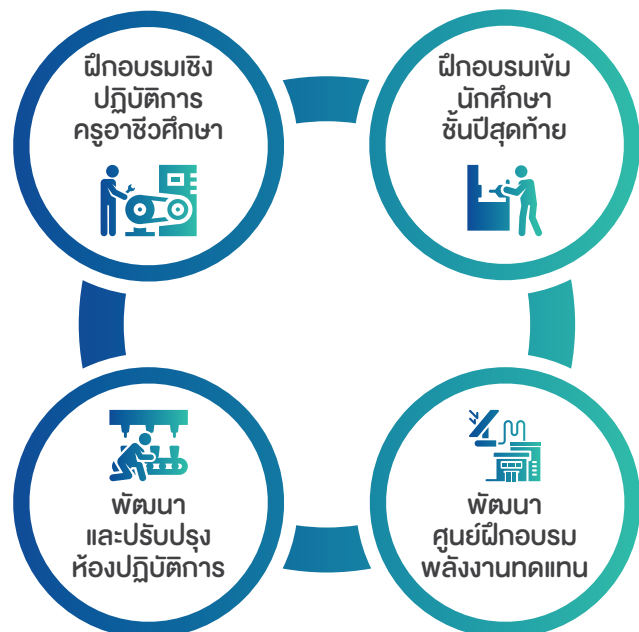 ฝึกอบรมเชิง
ปฏิบัติการ
ครูอาชีวศึกษา
ฝึกอบรมเข้ม
นักศึกษา
ชั้นปีสุดท้าย
พัฒนา
และปรับปรุง
ห้องปฏิบัติการ
พัฒนา
ศูนย์ฝึกอบรม
พลังงานทดแทน